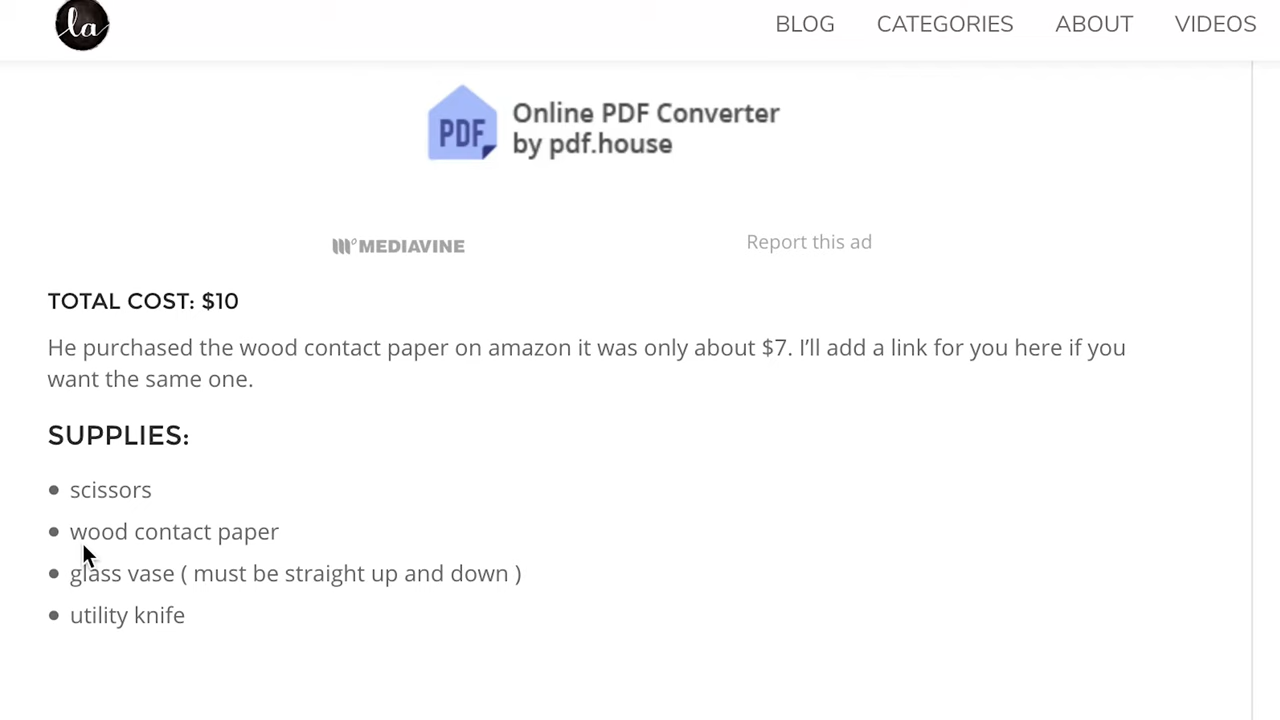 la
BLOG CATEGORIES ABOUT VIDEOS
PDF
Online PDF Converter
by pdf.house
MEDIAVINE
Report this ad
TOTAL COST: $10
He purchased the wood contact paper on amazon it was only about $7. I’ll add a link for you here if you
want the same one.
SUPPLIES:
scissors
wood contact paper
glass vase ( must be straight up and down )
utility knife